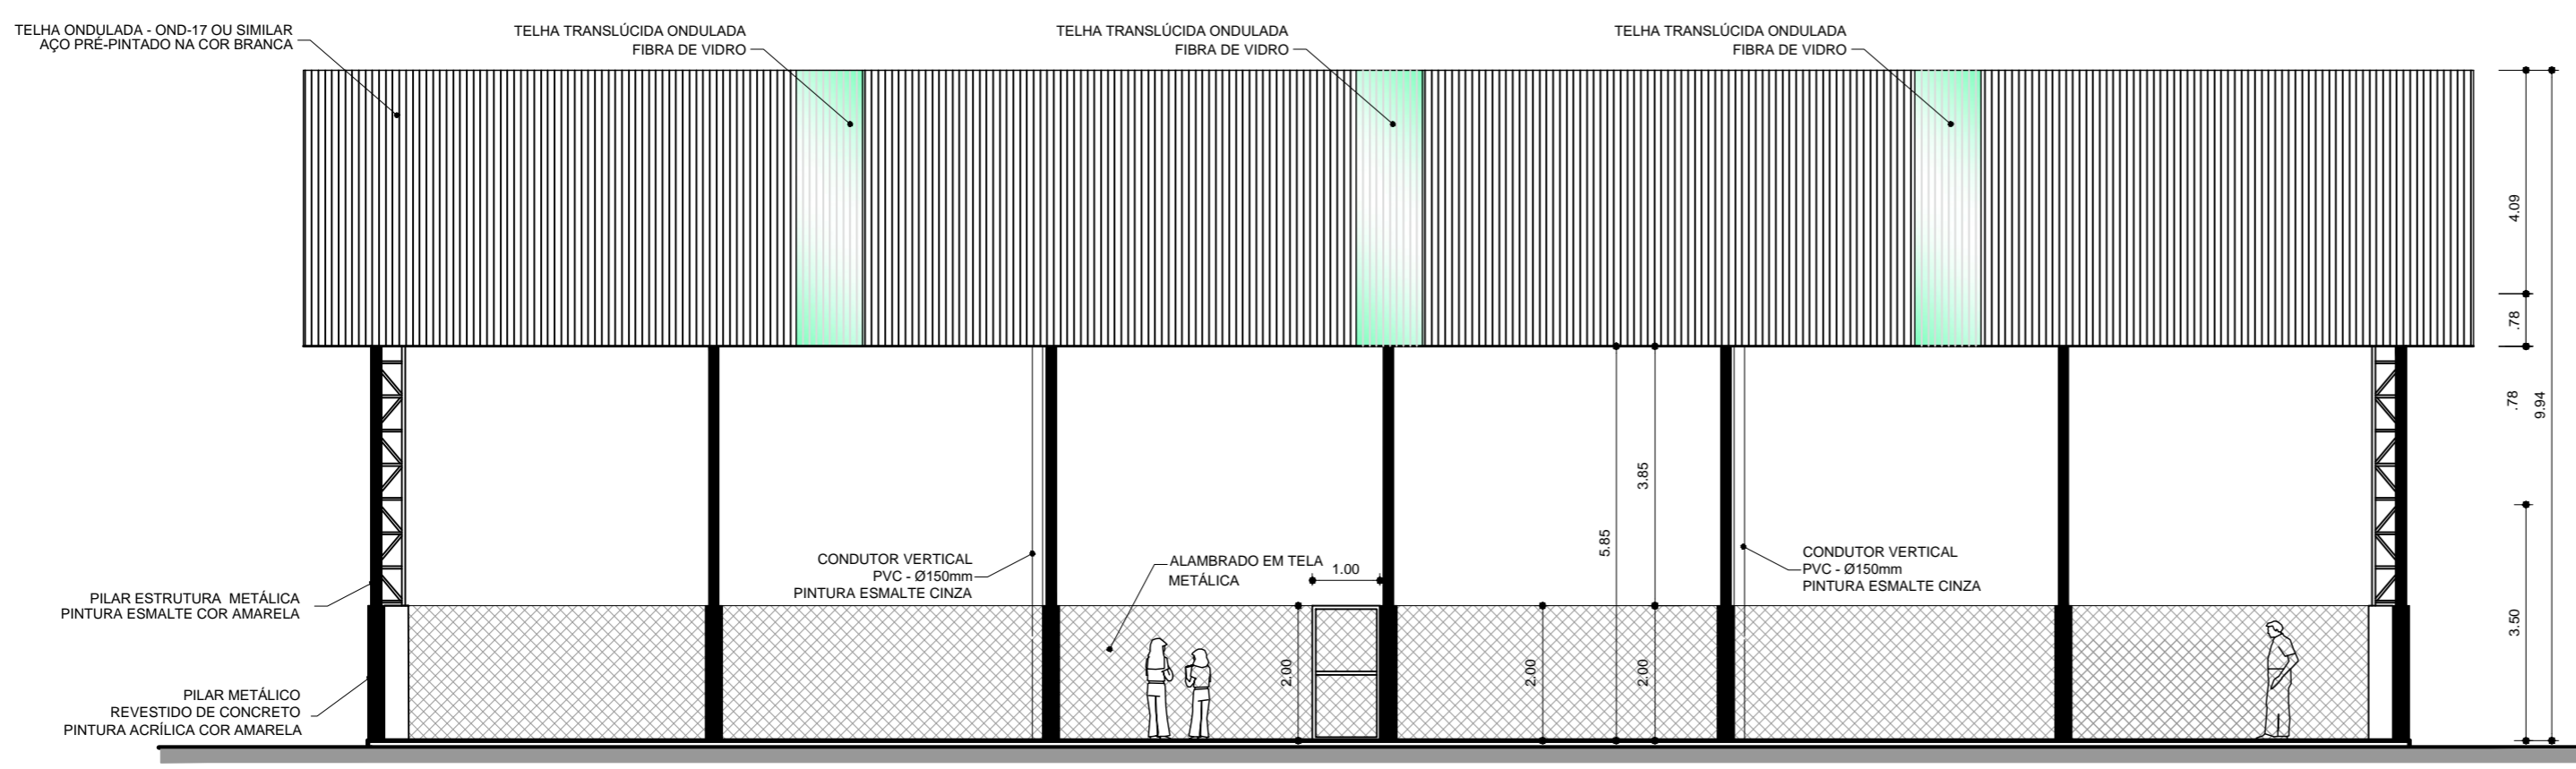 TELHA ONDULADA - OND-17 OU SIMILAR
AÇO PRÉ-PINTADO NA COR BRANCA
TELHA TRANSLÚCIDA ONDULADA
FIBRA DE VIDRO
TELHA TRANSLÚCIDA ONDULADA
FIBRA DE VIDRO
TELHA TRANSLÚCIDA ONDULADA
FIBRA DE VIDRO
4.09
.78
.78
9.94
3.50
3.85
5.85
CONDUTOR VERTICAL
PVC - Ø150mm
PINTURA ESMALTE CINZA
ALAMBRADO EM TELA
METÁLICA
1.00
CONDUTOR VERTICAL
PVC - Ø150mm
PINTURA ESMALTE CINZA
PILAR ESTRUTURA METÁLICA
PINTURA ESMALTE COR AMARELA
2.00
2.00
2.00
PILAR METÁLICO
REVESTIDO DE CONCRETO
PINTURA ACRÍLICA COR AMARELA